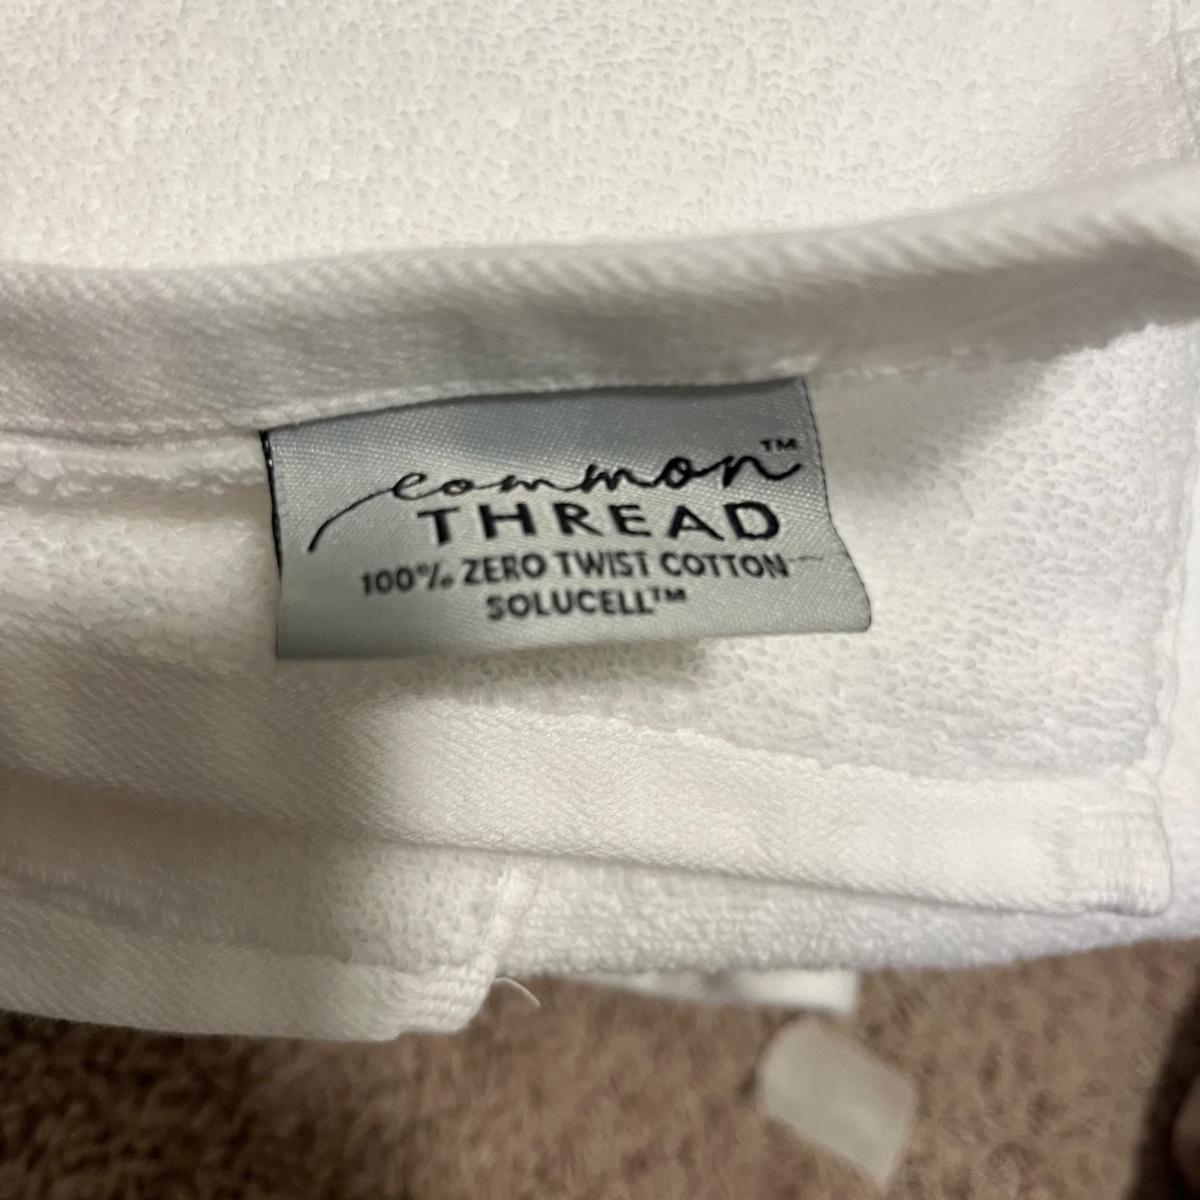 common™
THREAD
100% ZERO TWIST COTTON
SOLUCELL™